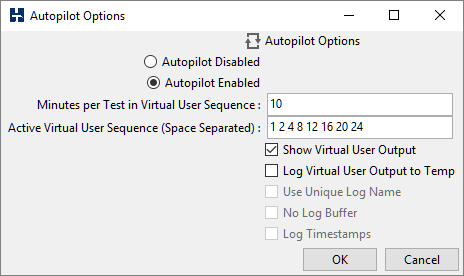 Autopilot Options
Autopilot Options
Autopilot Disabled
Autopilot Enabled
Minutes per Test in Virtual User Sequence : 10
Active Virtual User Sequence (Space Separated) : 1 2 4 8 12 16 20 24
Show Virtual User Output
Log Virtual User Output to Temp
Use Unique Log Name
No Log Buffer
Log Timestamps
OK Cancel